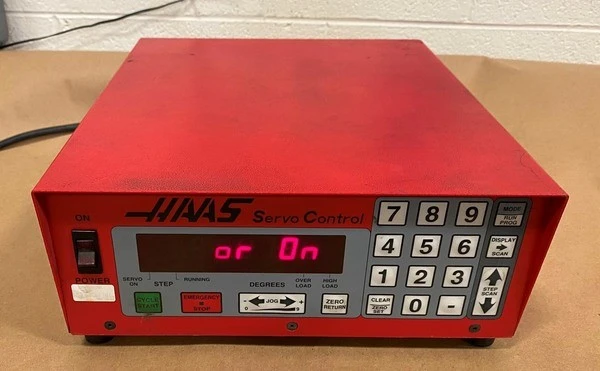 HAAS Servo Control
ON
POWER
or On
SERVO ON
STEP
RUNNING
DEGREES
OVER LOAD
HIGH LOAD
CYCLE START
EMERGENCY STOP
- JOG +
0 9
ZERO RETURN
7 8 9
4 5 6
1 2 3
CLEAR
ZERO SET
0 -
MODE
RUN PROG
DISPLAY SCAN
STEP SCAN